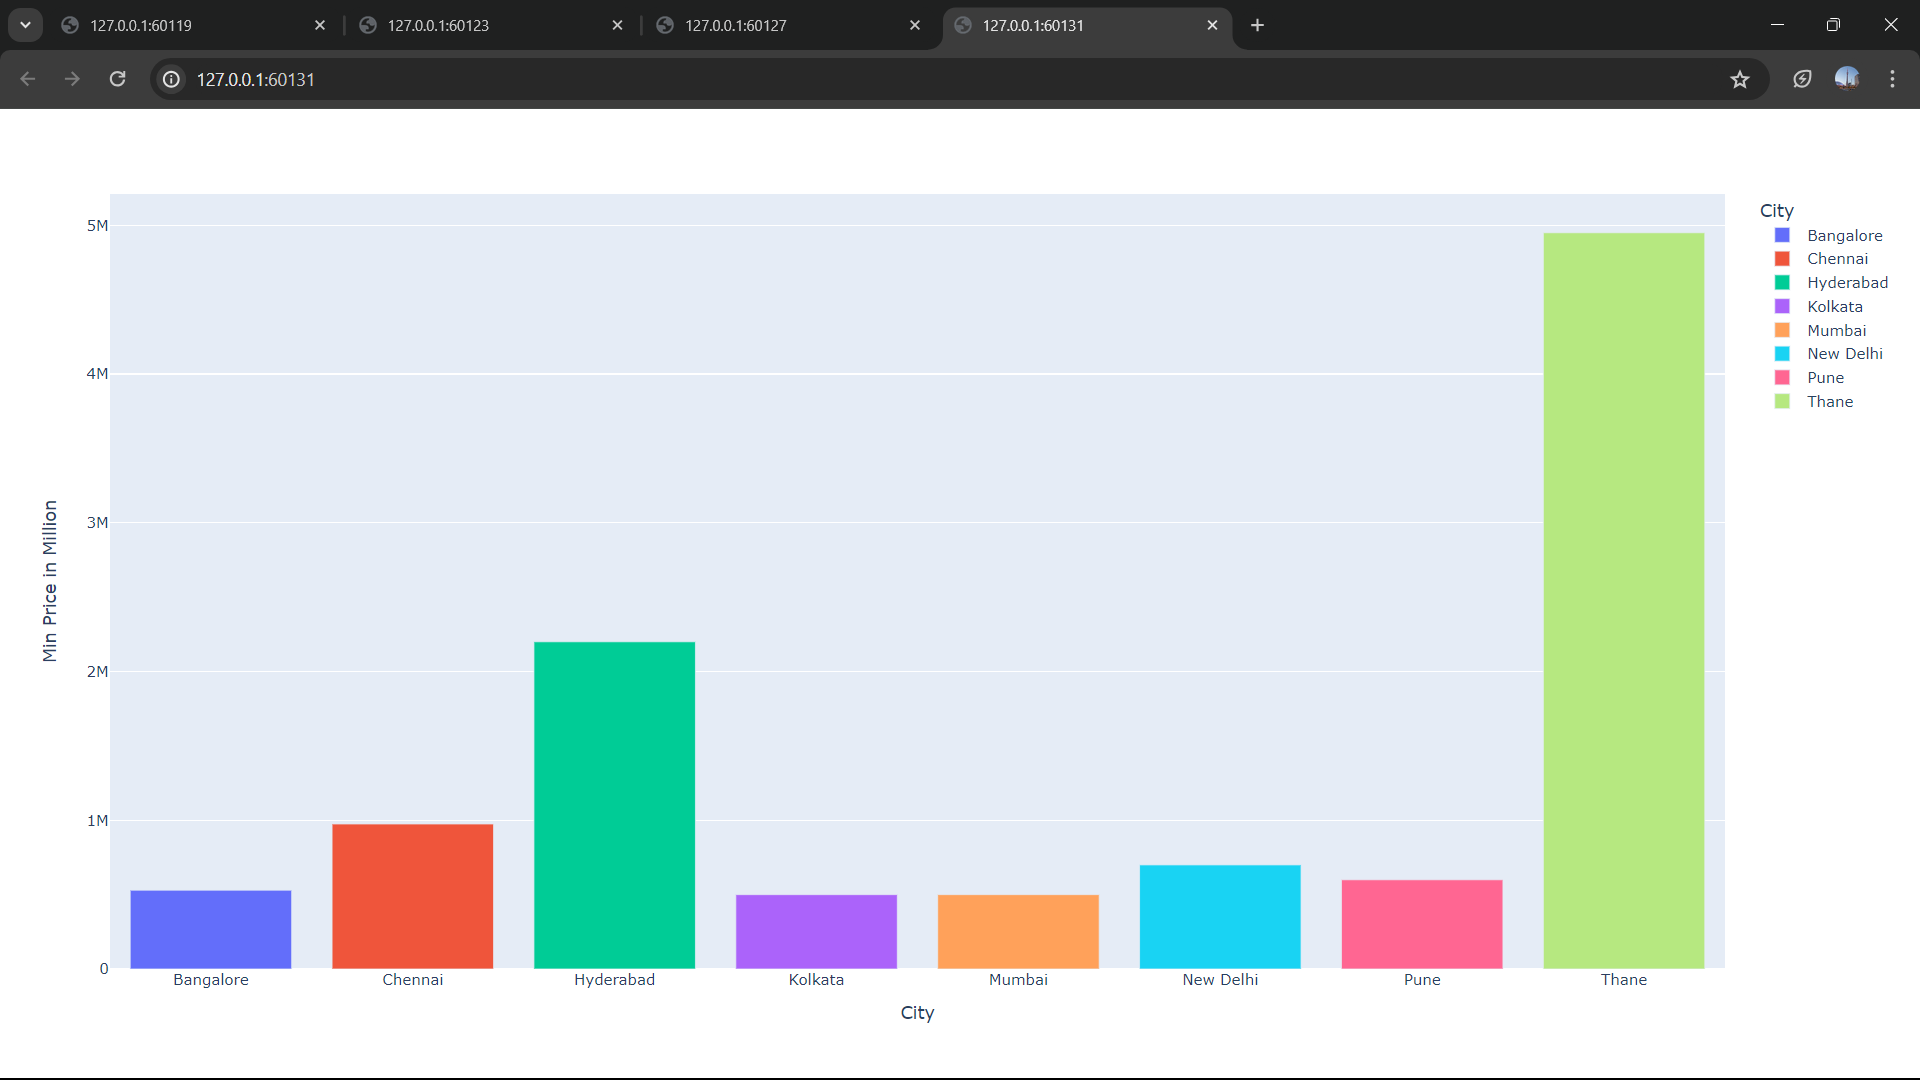 127.0.0.1:60119
127.0.0.1:60123
127.0.0.1:60127
127.0.0.1:60131
127.0.0.1:60131
City
Bangalore
Chennai
Hyderabad
Kolkata
Mumbai
New Delhi
Pune
Thane
5M
4M
3M
2M
1M
0
Min Price in Million
Bangalore Chennai Hyderabad Kolkata Mumbai New Delhi Pune Thane
City